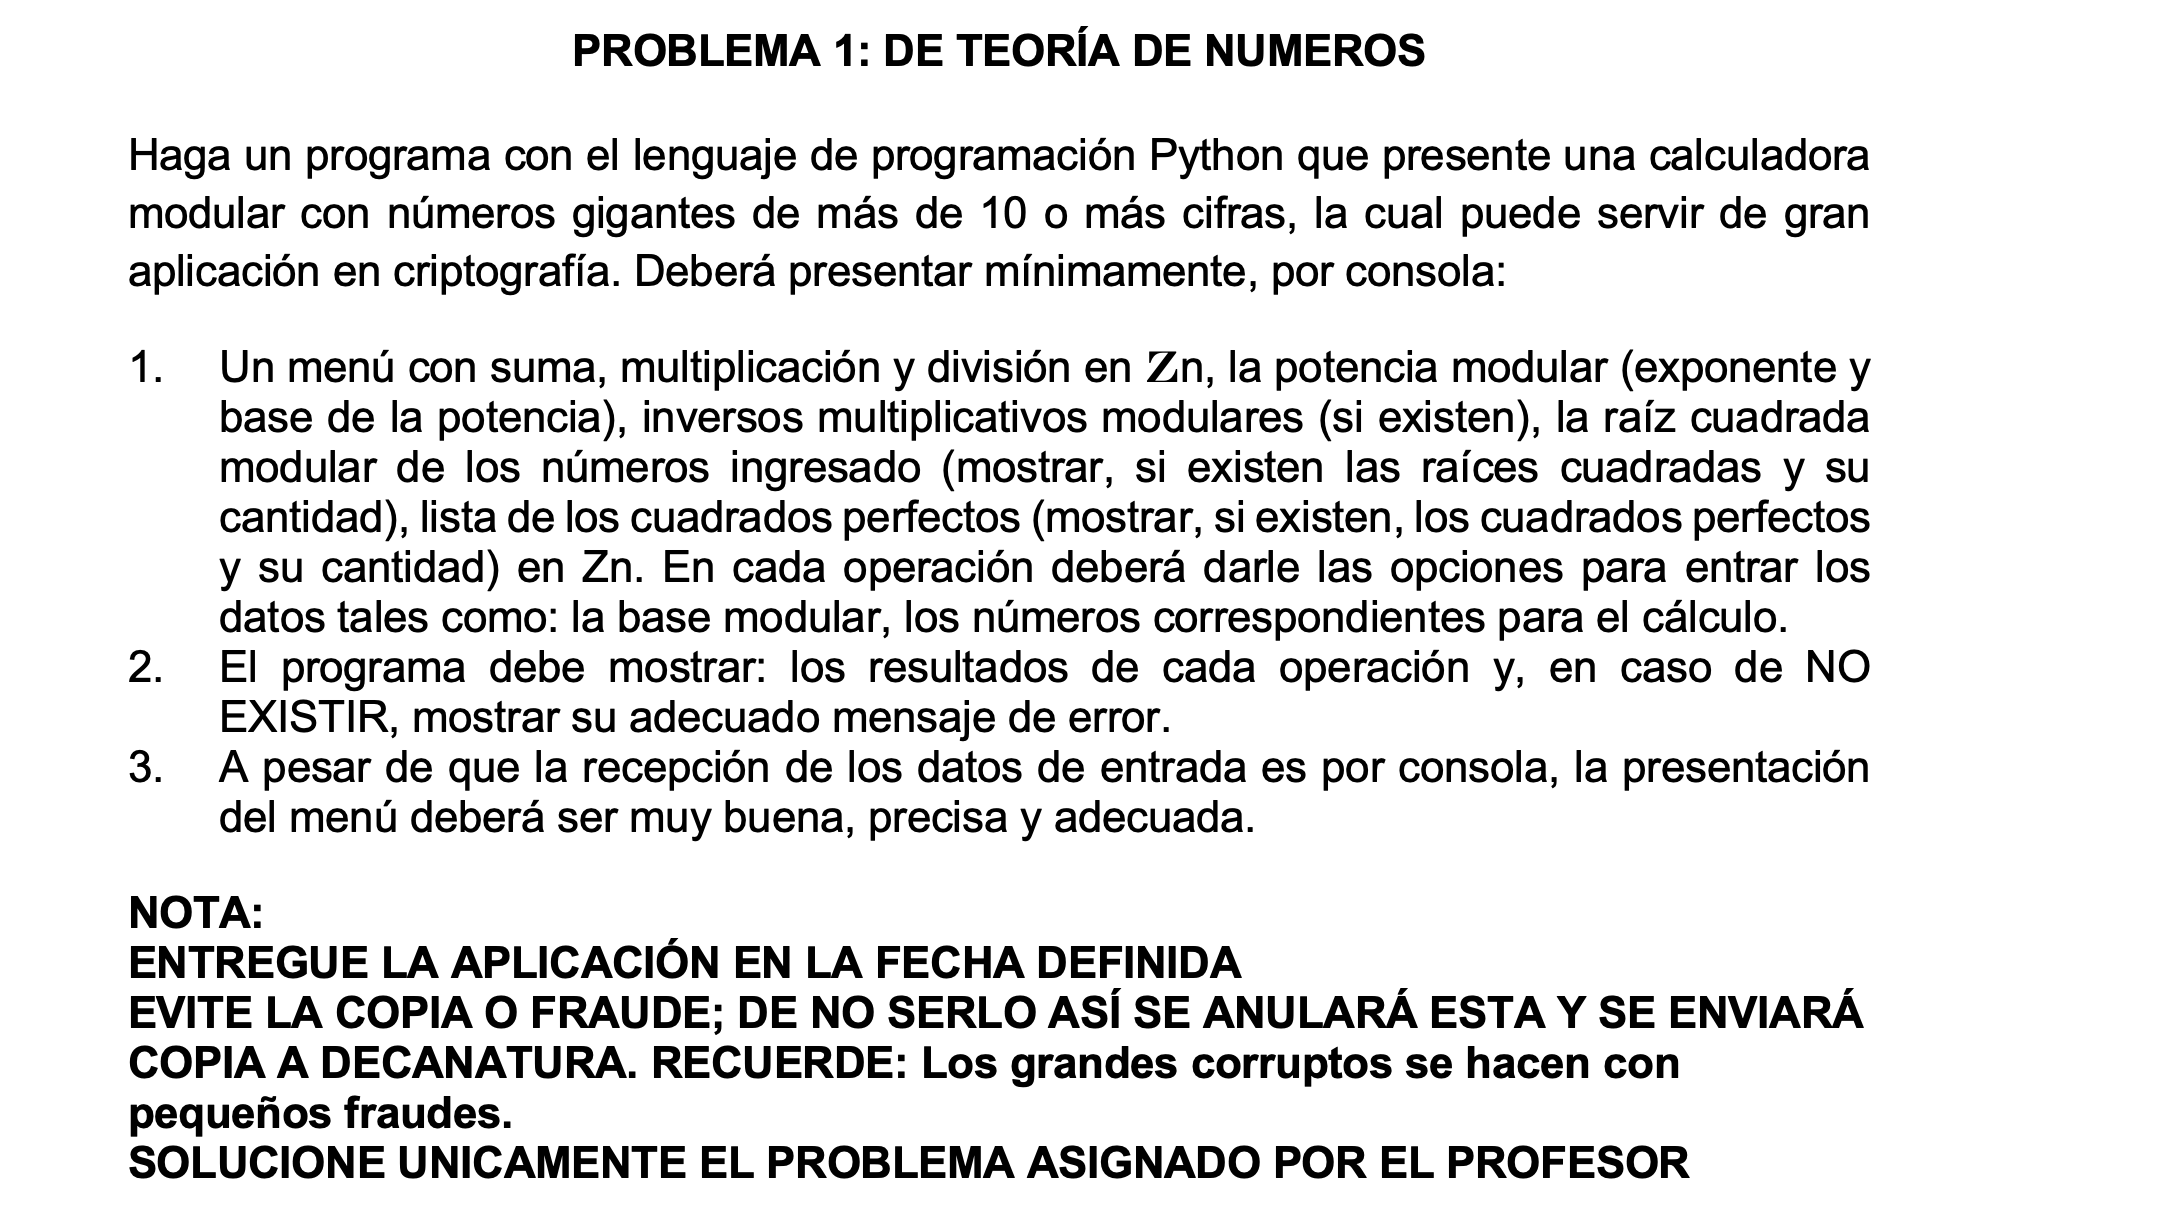 PROBLEMA 1: DE TEORÍA DE NUMEROS
Haga un programa con el lenguaje de programación Python que presente una calculadora
modular con números gigantes de más de 10 o más cifras, la cual puede servir de gran
aplicación en criptografía. Deberá presentar mínimamente, por consola:
1. Un menú con suma, multiplicación y división en Zn, la potencia modular (exponente y
base de la potencia), inversos multiplicativos modulares (si existen), la raíz cuadrada
modular de los números ingresado (mostrar, si existen las raíces cuadradas y su
cantidad), lista de los cuadrados perfectos (mostrar, si existen, los cuadrados perfectos
y su cantidad) en Zn. En cada operación deberá darle las opciones para entrar los
datos tales como: la base modular, los números correspondientes para el cálculo.
2. El programa debe mostrar: los resultados de cada operación y, en caso de NO
EXISTIR, mostrar su adecuado mensaje de error.
3. A pesar de que la recepción de los datos de entrada es por consola, la presentación
del menú deberá ser muy buena, precisa y adecuada.
NOTA:
ENTREGUE LA APLICACIÓN EN LA FECHA DEFINIDA
EVITE LA COPIA O FRAUDE; DE NO SERLO ASÍ SE ANULARÁ ESTA Y SE ENVIARÁ
COPIA A DECANATURA. RECUERDE: Los grandes corruptos se hacen con
pequeños fraudes.
SOLUCIONE UNICAMENTE EL PROBLEMA ASIGNADO POR EL PROFESOR